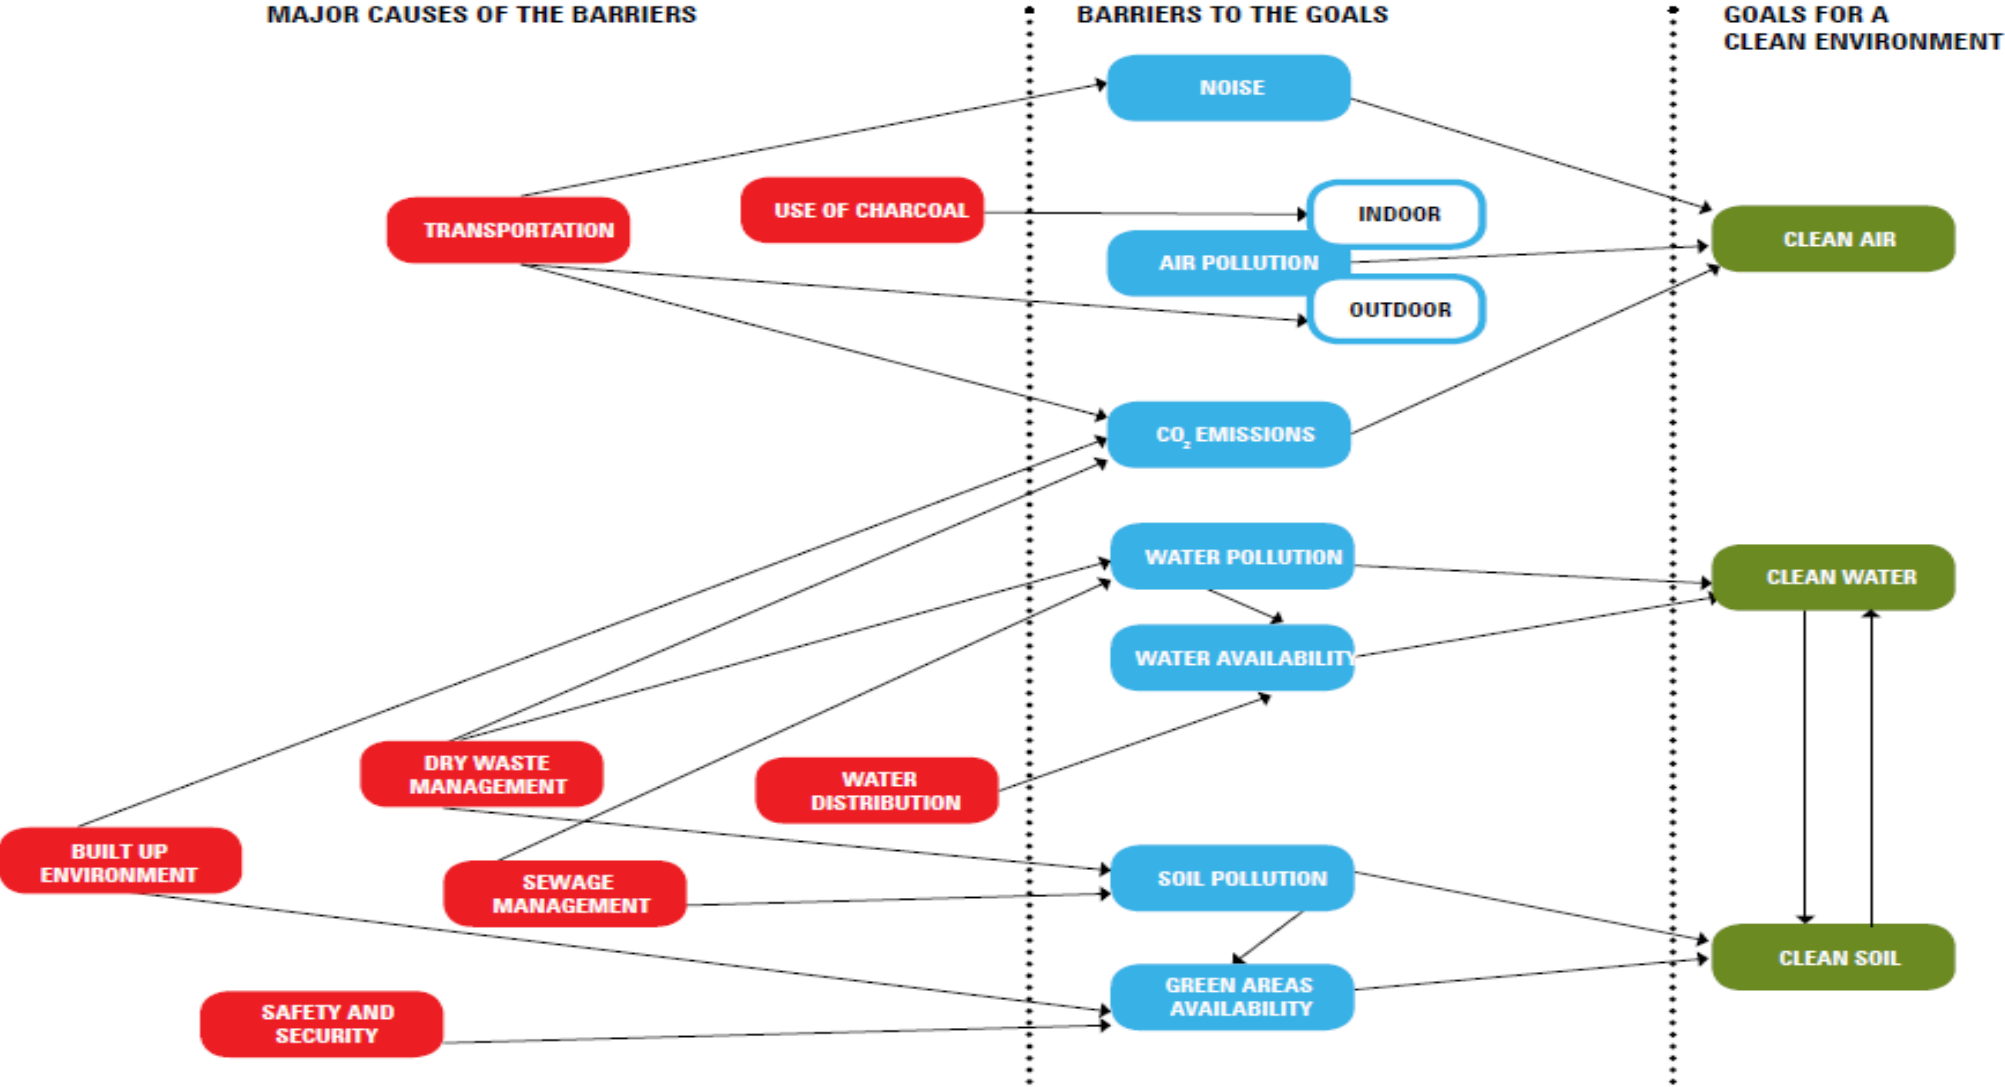 MAJOR CAUSES OF THE BARRIERS
BARRIERS TO THE GOALS
GOALS FOR A
CLEAN ENVIRONMENT
NOISE
TRANSPORTATION
USE OF CHARCOAL
INDOOR
AIR POLLUTION
OUTDOOR
CLEAN AIR
CO₂ EMISSIONS
WATER POLLUTION
CLEAN WATER
WATER AVAILABILITY
DRY WASTE
MANAGEMENT
WATER
DISTRIBUTION
BUILT UP
ENVIRONMENT
SEWAGE
MANAGEMENT
SOIL POLLUTION
CLEAN SOIL
GREEN AREAS
AVAILABILITY
SAFETY AND
SECURITY